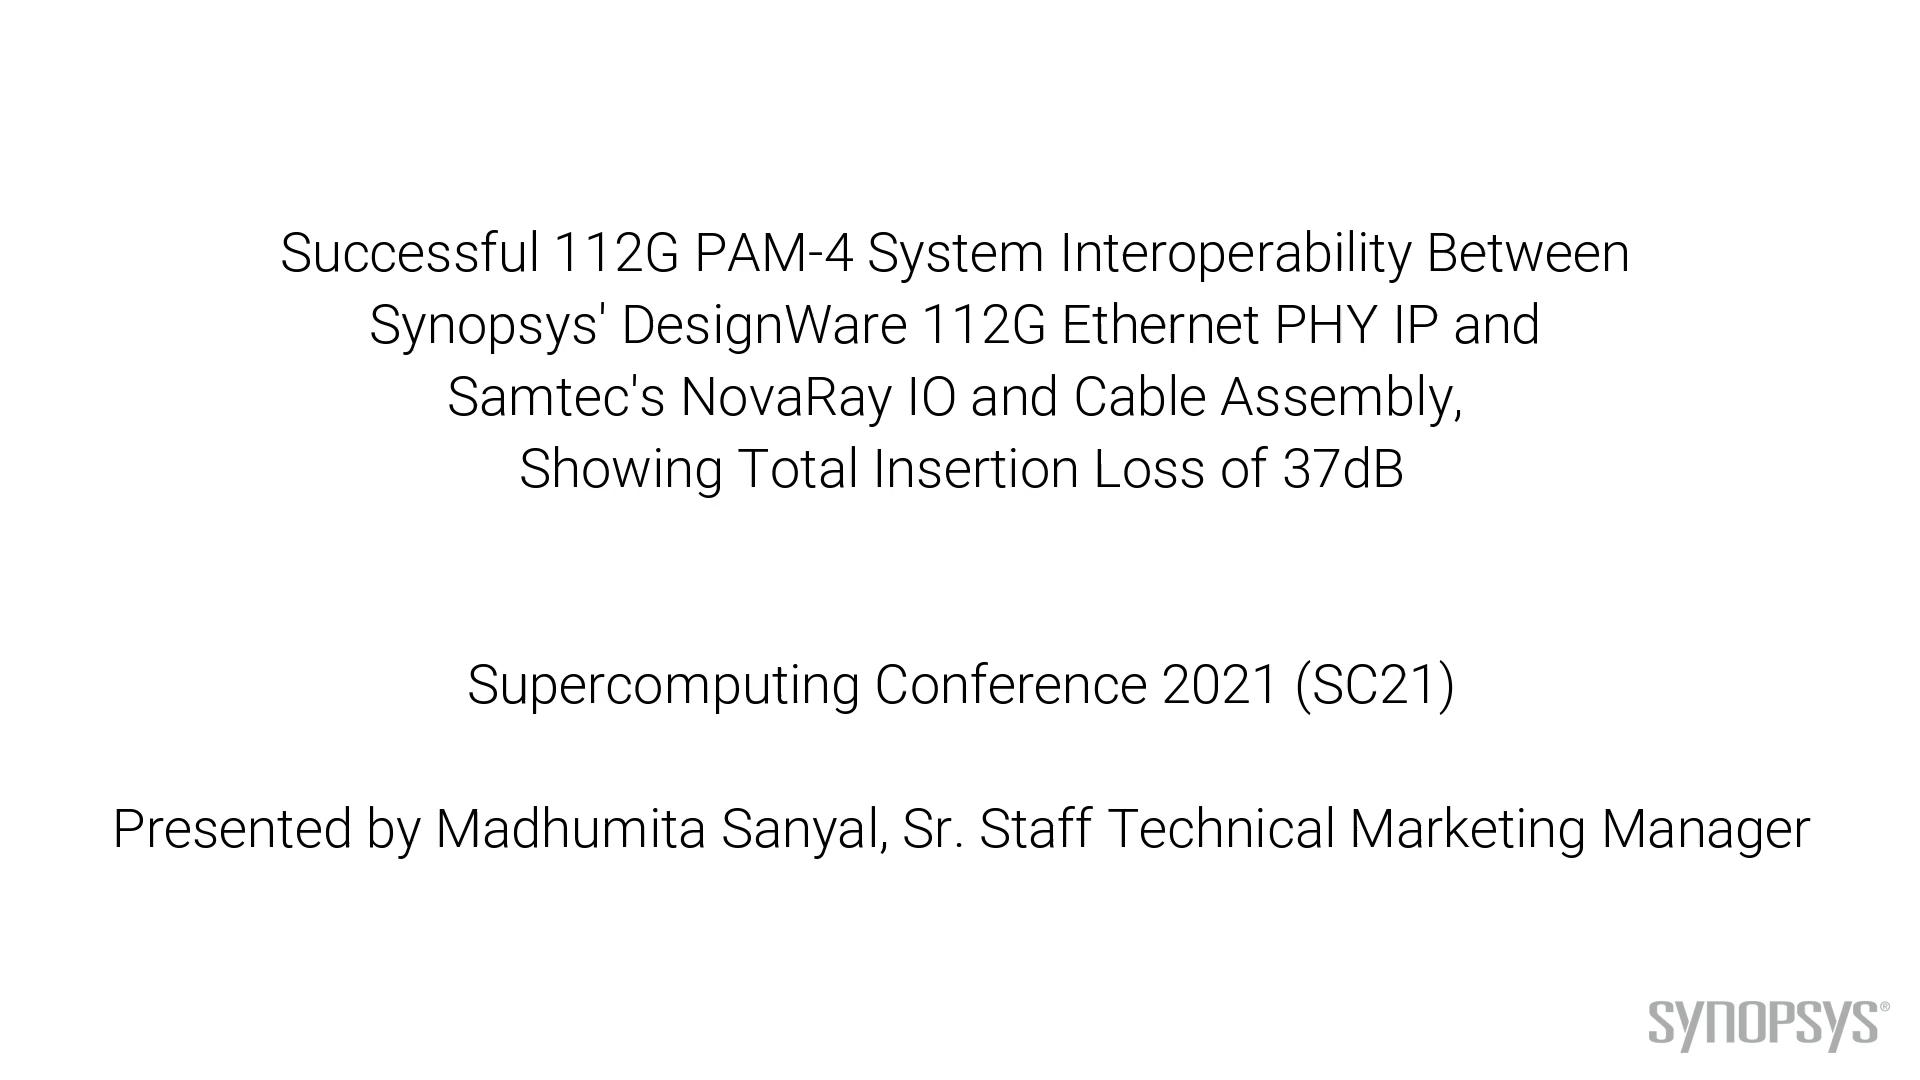 Successful 112G PAM-4 System Interoperability Between
Synopsys' DesignWare 112G Ethernet PHY IP and
Samtec's NovaRay IO and Cable Assembly,
Showing Total Insertion Loss of 37dB
Supercomputing Conference 2021 (SC21)
Presented by Madhumita Sanyal, Sr. Staff Technical Marketing Manager
SYNOPSYS®